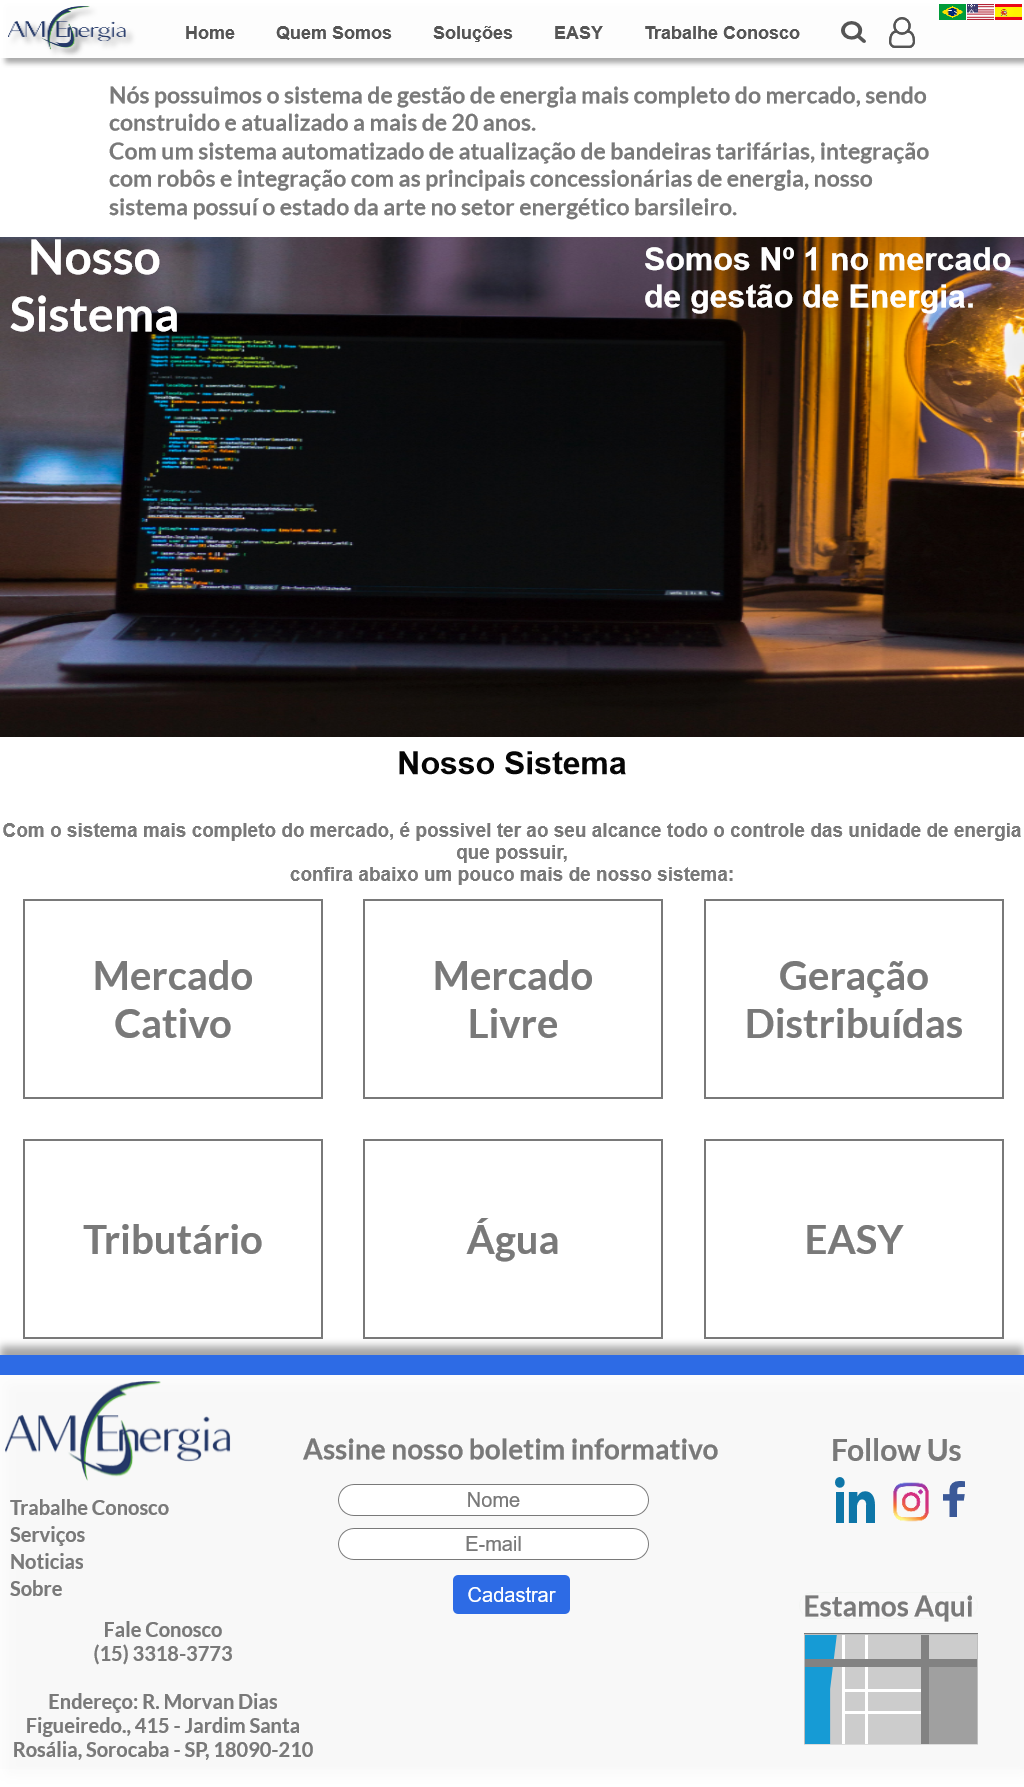 AM Energia
Home
Quem Somos
Soluções
EASY
Trabalhe Conosco
Nós possuimos o sistema de gestão de energia mais completo do mercado, sendo
construido e atualizado a mais de 20 anos.
Com um sistema automatizado de atualização de bandeiras tarifárias, integração
com robôs e integração com as principais concessionárias de energia, nosso
sistema possuí o estado da arte no setor energético barsileiro.
Nosso
Sistema
Somos Nº 1 no mercado
de gestão de Energia.
Nosso Sistema
Com o sistema mais completo do mercado, é possivel ter ao seu alcance todo o controle das unidade de energia
que possuir,
confira abaixo um pouco mais de nosso sistema:
Mercado
Cativo
Mercado
Livre
Geração
Distribuídas
Tributário
Água
EASY
AM Energia
Trabalhe Conosco
Serviços
Noticias
Sobre
Fale Conosco
(15) 3318-3773
Endereço: R. Morvan Dias
Figueiredo., 415 - Jardim Santa
Rosália, Sorocaba - SP, 18090-210
Assine nosso boletim informativo
Nome
E-mail
Cadastrar
Follow Us
Estamos Aqui